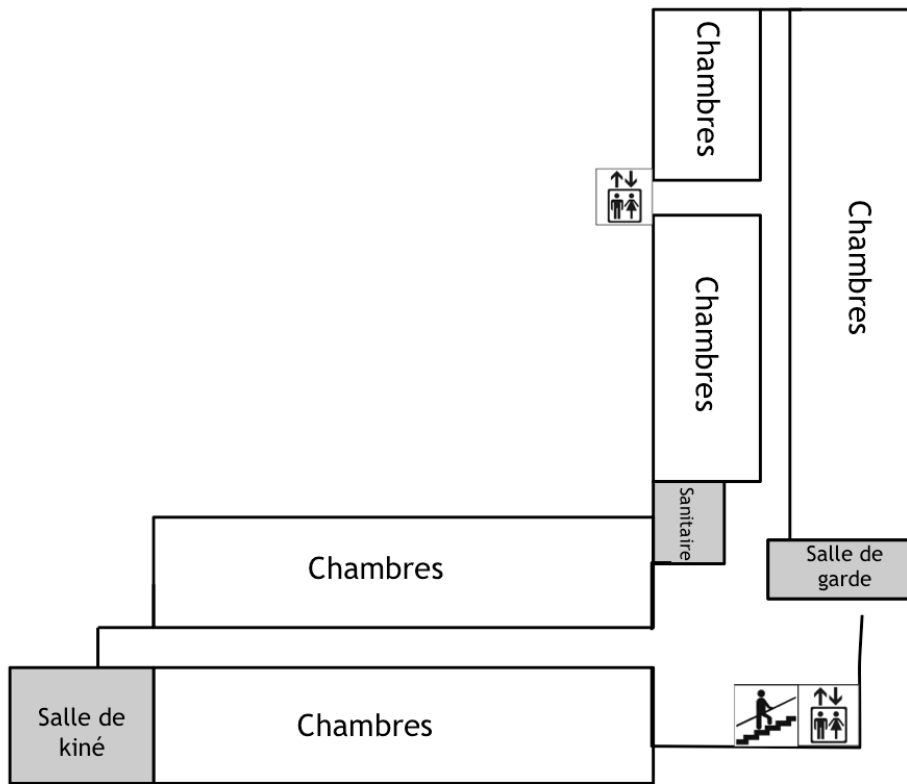 Chambres
Chambres
Chambres
Sanitaire
Salle de
garde
Chambres
Salle de
kiné
Chambres